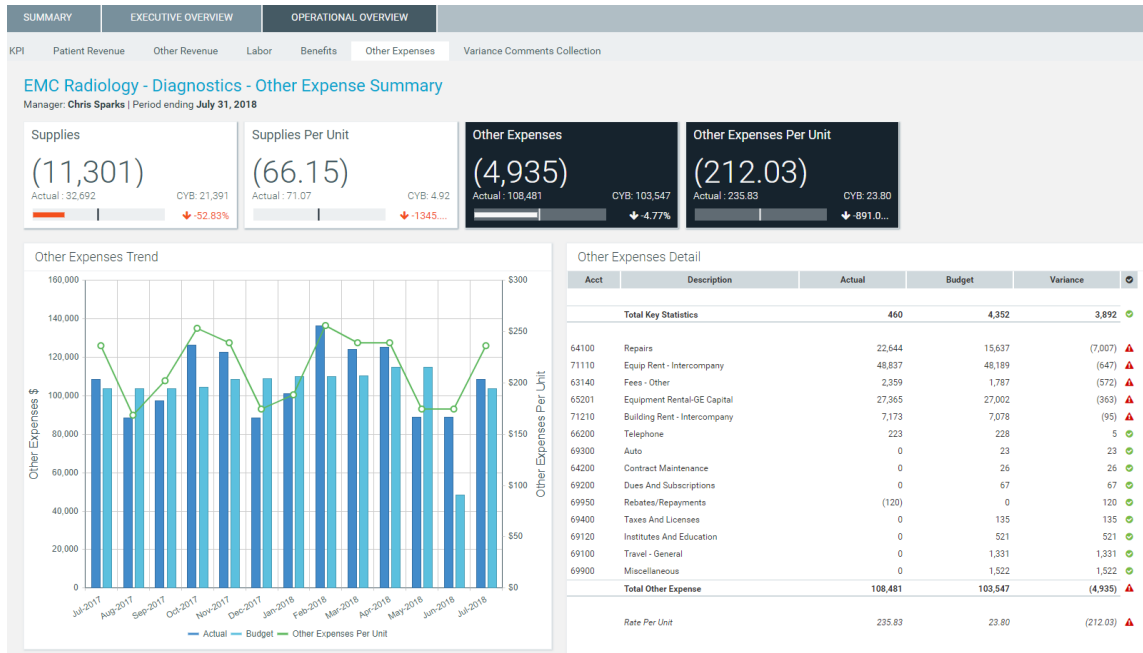 SUMMARY EXECUTIVE OVERVIEW OPERATIONAL OVERVIEW
KPI Patient Revenue Other Revenue Labor Benefits Other Expenses Variance Comments Collection
EMC Radiology - Diagnostics - Other Expense Summary
Manager: Chris Sparks | Period ending July 31, 2018
Supplies
(11,301)
Actual : 32,692 CYB: 21,391
-52.83%
Supplies Per Unit
(66.15)
Actual : 71.07 CYB: 4.92
-1345....
Other Expenses
(4,935)
Actual : 108,481 CYB: 103,547
-4.77%
Other Expenses Per Unit
(212.03)
Actual : 235.83 CYB: 23.80
-891.0...
Other Expenses Trend
160,000
140,000
120,000
100,000
80,000
60,000
40,000
20,000
0
Other Expenses $
$300
$250
$200
$150
$100
$50
$0
Other Expenses Per Unit
Jul-2017 Aug-2017 Sep-2017 Oct-2017 Nov-2017 Dec-2017 Jan-2018 Feb-2018 Mar-2018 Apr-2018 May-2018 Jun-2018 Jul-2018
Actual Budget Other Expenses Per Unit
Other Expenses Detail
Acct Description Actual Budget Variance
Total Key Statistics 460 4,352 3,892
64100 Repairs 22,644 15,637 (7,007)
71110 Equip Rent - Intercompany 48,837 48,189 (647)
63140 Fees - Other 2,359 1,787 (572)
65201 Equipment Rental-GE Capital 27,365 27,002 (363)
71210 Building Rent - Intercompany 7,173 7,078 (95)
66200 Telephone 223 228 5
69300 Auto 0 23 23
64200 Contract Maintenance 0 26 26
69200 Dues And Subscriptions 0 67 67
69950 Rebates/Repayments (120) 0 120
69400 Taxes And Licenses 0 135 135
69120 Institutes And Education 0 521 521
69100 Travel - General 0 1,331 1,331
69900 Miscellaneous 0 1,522 1,522
Total Other Expense 108,481 103,547 (4,935)
Rate Per Unit 235.83 23.80 (212.03)